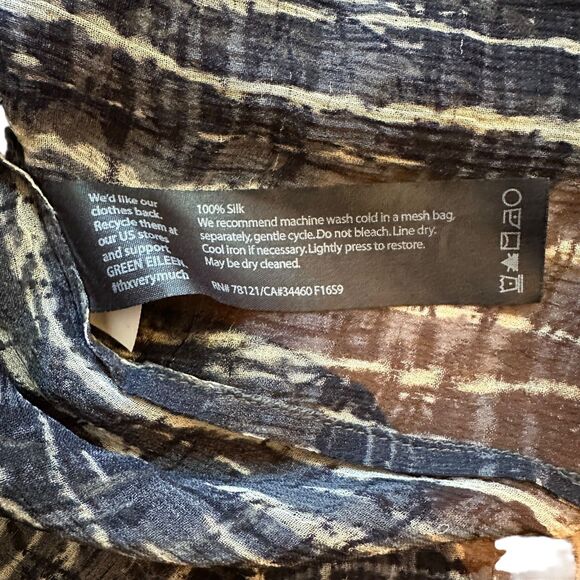 We'd like our
clothes back.
Recycle them at
our US stores
and support
GREEN EILEEN
#thxverymuch
100% Silk
We recommend machine wash cold in a mesh bag,
separately, gentle cycle.Do not bleach. Line dry.
Cool iron if necessary.Lightly press to restore.
May be dry cleaned.
RN# 78121/CA#34460 F16S9